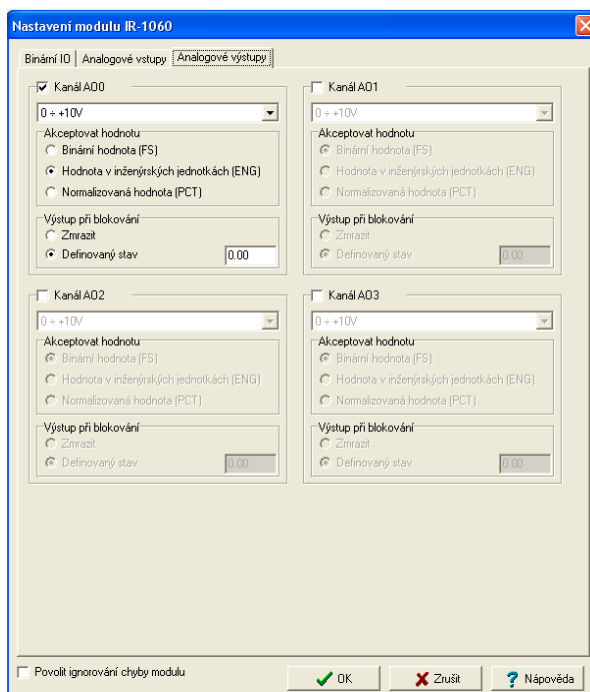 Nastavení modulu IR-1060
Binární IO Analogové vstupy Analogové výstupy
Kanál AO0
0 ÷ +10V
Akceptovat hodnotu
Binární hodnota (FS)
Hodnota v inženýrských jednotkách (ENG)
Normalizovaná hodnota (PCT)
Výstup při blokování
Zmrazit
Definovaný stav 0.00
Kanál AO1
0 ÷ +10V
Akceptovat hodnotu
Binární hodnota (FS)
Hodnota v inženýrských jednotkách (ENG)
Normalizovaná hodnota (PCT)
Výstup při blokování
Zmrazit
Definovaný stav 0.00
Kanál AO2
0 ÷ +10V
Akceptovat hodnotu
Binární hodnota (FS)
Hodnota v inženýrských jednotkách (ENG)
Normalizovaná hodnota (PCT)
Výstup při blokování
Zmrazit
Definovaný stav 0.00
Kanál AO3
0 ÷ +10V
Akceptovat hodnotu
Binární hodnota (FS)
Hodnota v inženýrských jednotkách (ENG)
Normalizovaná hodnota (PCT)
Výstup při blokování
Zmrazit
Definovaný stav 0.00
Povolit ignorování chyby modulu
OK Zrušit Nápověda